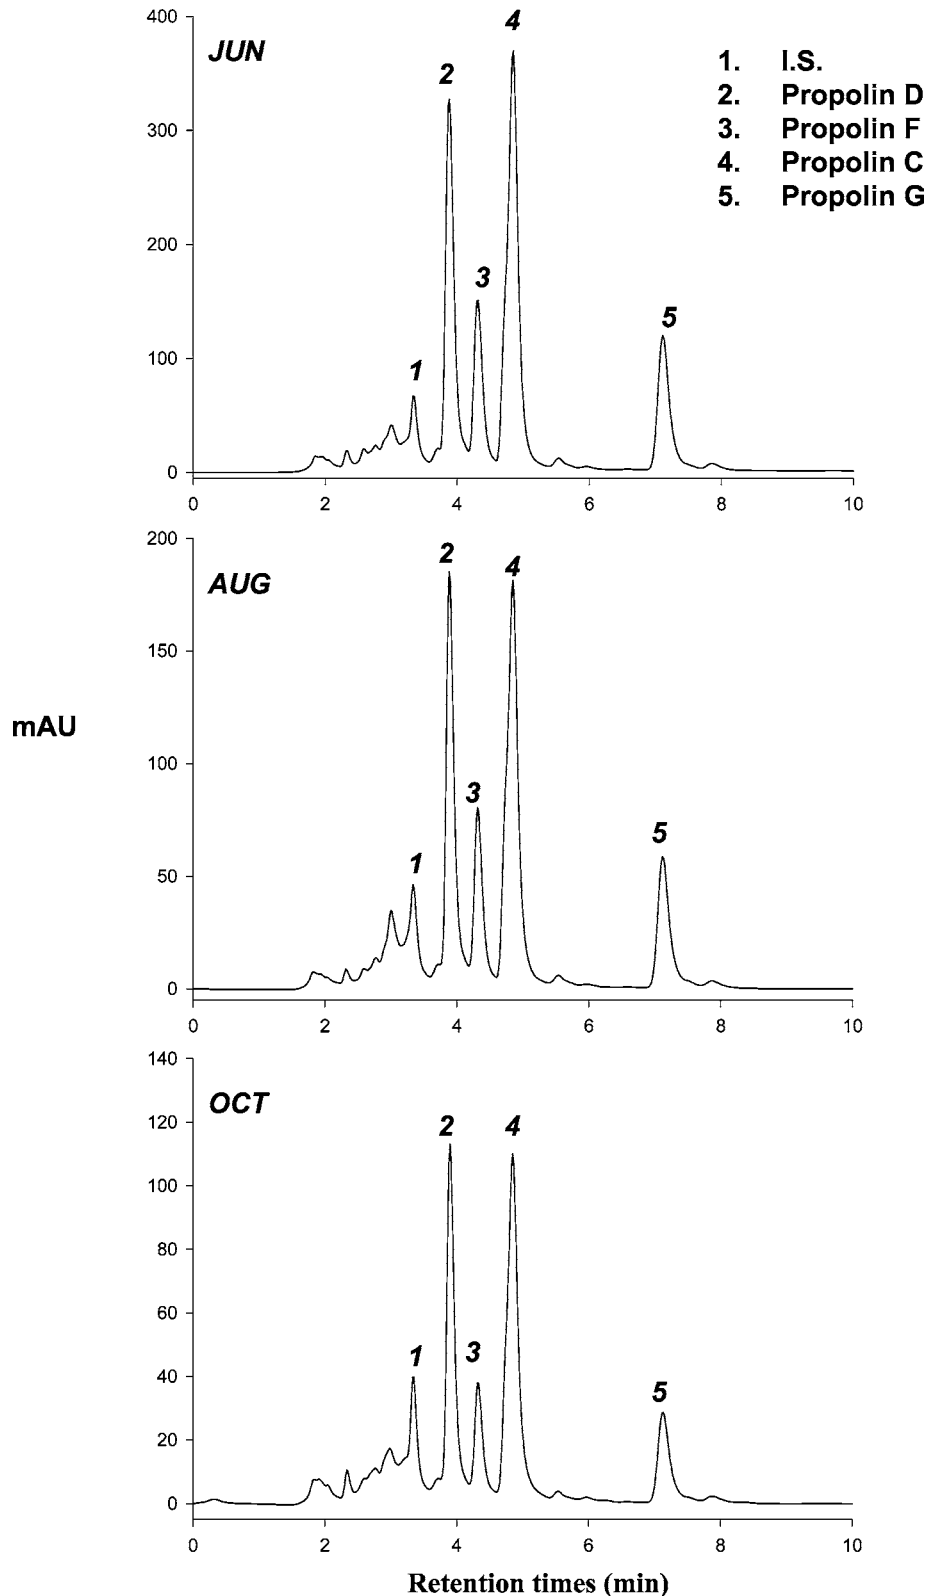 JUN
1. I.S.
2. Propolin D
3. Propolin F
4. Propolin C
5. Propolin G
400
300
200
100
0
1
2
3
4
5
0 2 4 6 8 10
AUG
200
150
100
50
0
1
2
3
4
5
0 2 4 6 8 10
mAU
OCT
140
120
100
80
60
40
20
0
1
2
3
4
5
0 2 4 6 8 10
Retention times (min)